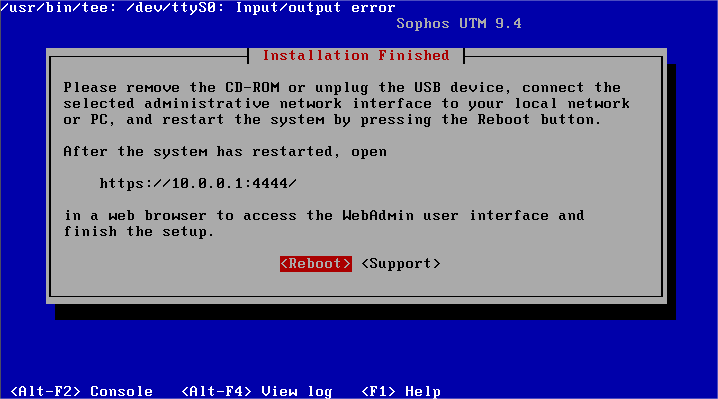 /usr/bin/tee: /dev/ttyS0: Input/output error
Sophos UTM 9.4
Installation Finished
Please remove the CD-ROM or unplug the USB device, connect the
selected administrative network interface to your local network
or PC, and restart the system by pressing the Reboot button.
After the system has restarted, open
https://10.0.0.1:4444/
in a web browser to access the WebAdmin user interface and
finish the setup.
<Reboot> <Support>
<Alt-F2> Console <Alt-F4> View log <F1> Help